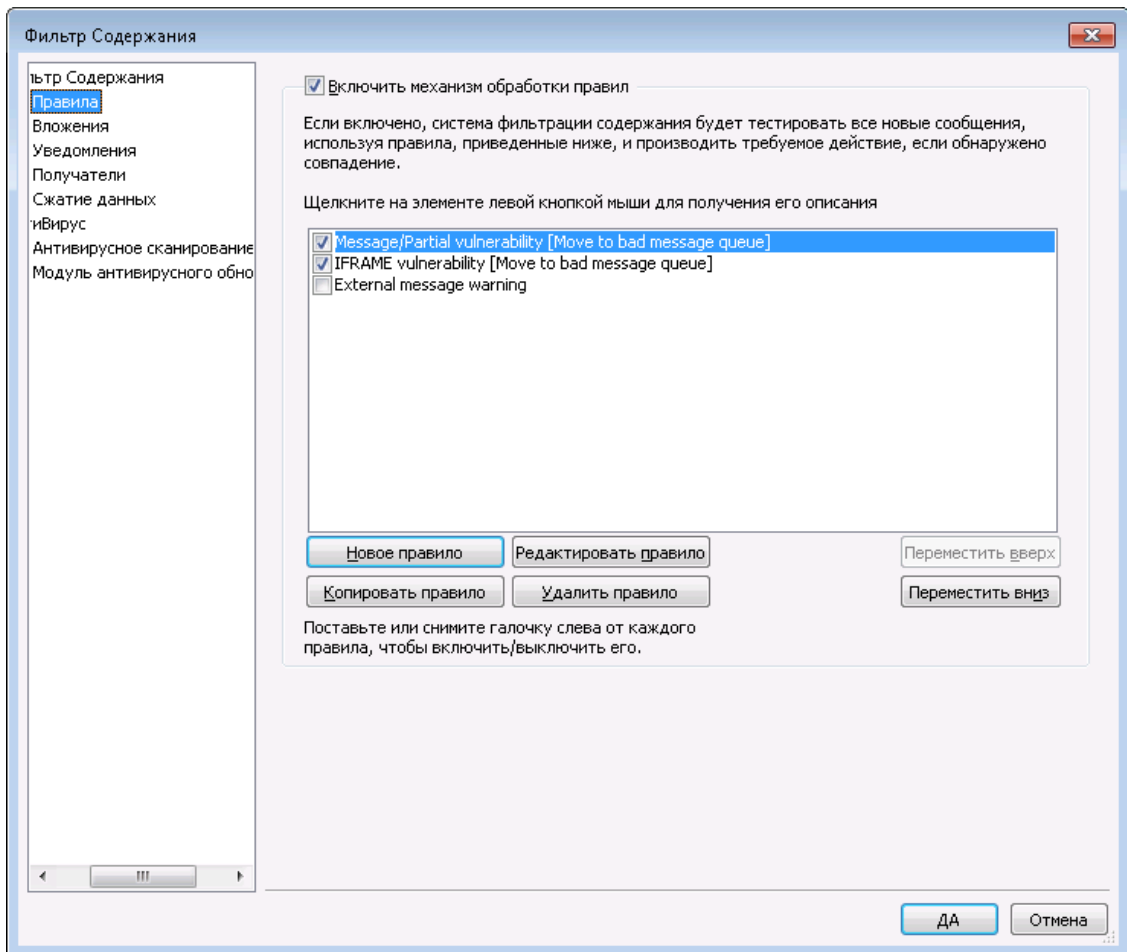 Фильтр Содержания
ьтр Содержания
Правила
Вложения
Уведомления
Получатели
Сжатие данных
иВирус
Антивирусное сканирование
Модуль антивирусного обно
Включить механизм обработки правил
Если включено, система фильтрации содержания будет тестировать все новые сообщения,
используя правила, приведенные ниже, и производить требуемое действие, если обнаружено
совпадение.
Щелкните на элементе левой кнопкой мыши для получения его описания
Message/Partial vulnerability [Move to bad message queue]
IFRAME vulnerability [Move to bad message queue]
External message warning
Новое правило Редактировать правило Переместить вверх
Копировать правило Удалить правило Переместить вниз
Поставьте или снимите галочку слева от каждого
правила, чтобы включить/выключить его.
ДА Отмена